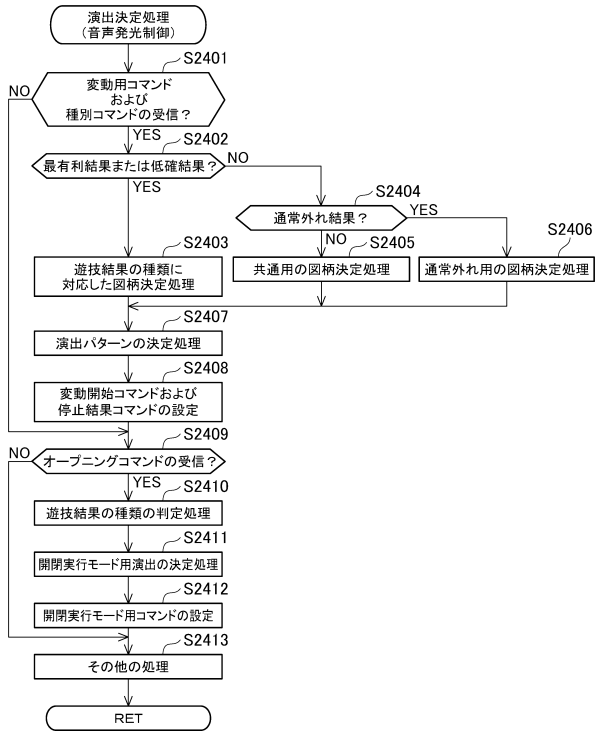 演出決定処理
(音声発光制御)
S2401
NO
変動用コマンド
および
種別コマンドの受信？
YES
S2402
最有利結果または低確結果？
NO
YES
S2404
通常外れ結果？
YES
NO
S2403
S2405
S2406
遊技結果の種類に
対応した図柄決定処理
共通用の図柄決定処理
通常外れ用の図柄決定処理
S2407
演出パターンの決定処理
S2408
変動開始コマンドおよび
停止結果コマンドの設定
S2409
NO
オープニングコマンドの受信？
YES
S2410
遊技結果の種類の判定処理
S2411
開閉実行モード用演出の決定処理
S2412
開閉実行モード用コマンドの設定
S2413
その他の処理
RET